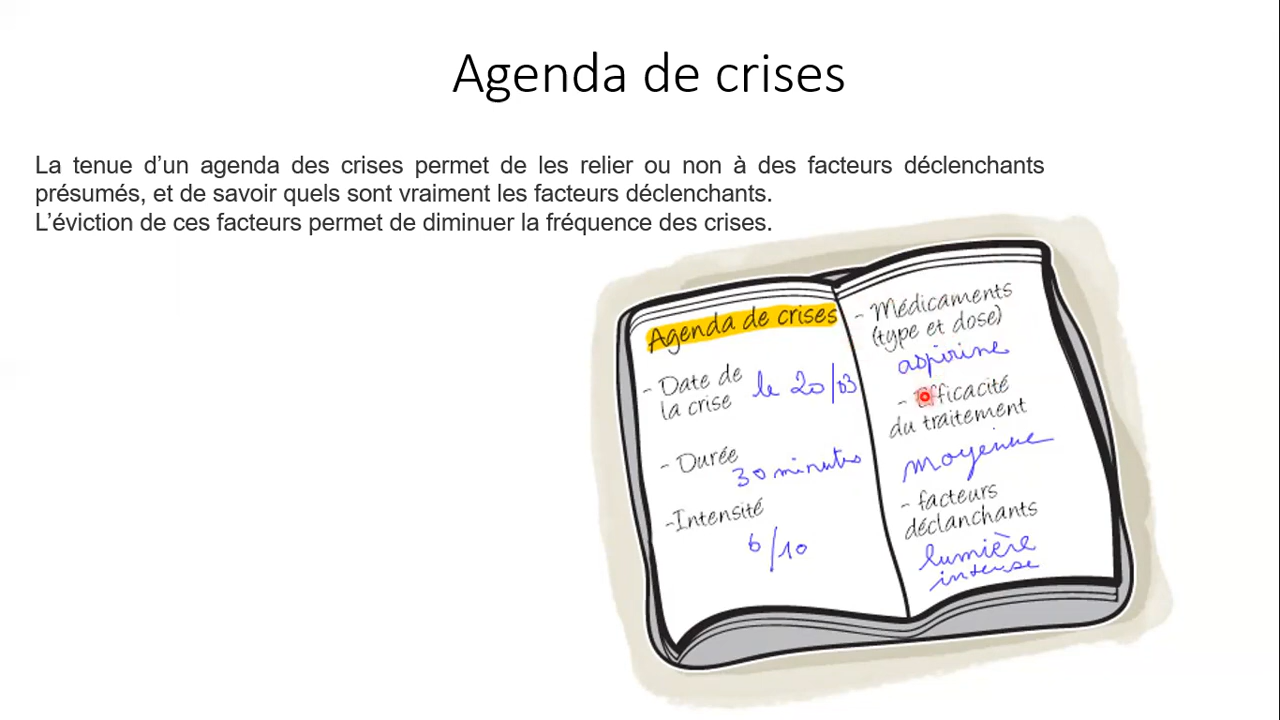 Agenda de crises
La tenue d’un agenda des crises permet de les relier ou non à des facteurs déclenchants
présumés, et de savoir quels sont vraiment les facteurs déclenchants.
L’éviction de ces facteurs permet de diminuer la fréquence des crises.
Agenda de crises
- Date de
la crise
le 20/03
- Durée
30 minutes
-Intensité
6/10
- Médicaments
(type et dose)
aspirine
- Efficacité
du traitement
moyenne
- facteurs
déclanchants
lumière
intense